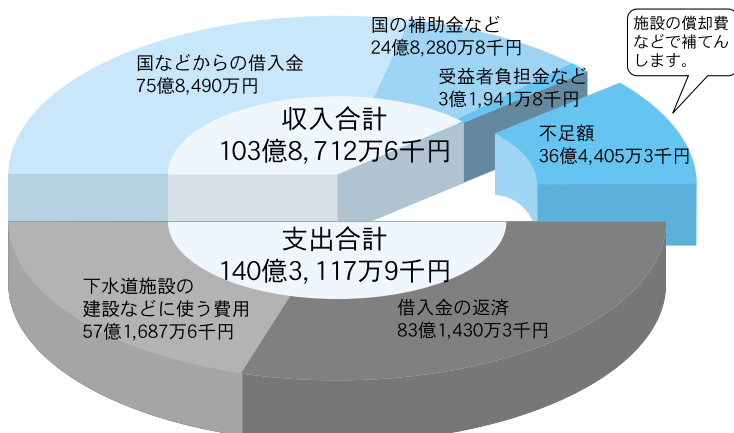 国の補助金など
24億8,280万8千円
施設の償却費
などで補てん
します。
国などからの借入金
75億8,490万円
受益者負担金など
3億1,941万8千円
収入合計
103億8,712万6千円
不足額
36億4,405万3千円
支出合計
140億3,117万9千円
下水道施設の
建設などに使う費用
57億1,687万6千円
借入金の返済
83億1,430万3千円